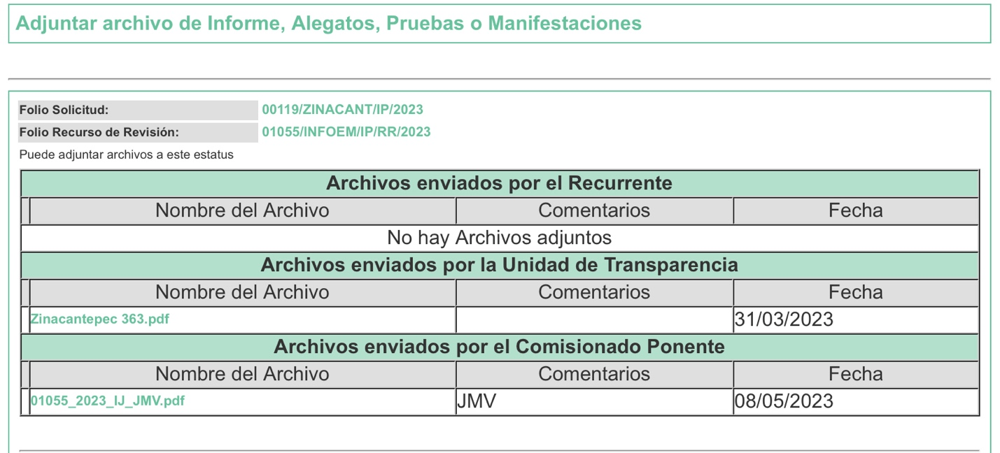 Adjuntar archivo de Informe, Alegatos, Pruebas o Manifestaciones
Folio Solicitud: 00119/ZINACANT/IP/2023
Folio Recurso de Revisión: 01055/INFOEM/IP/RR/2023
Puede adjuntar archivos a este estatus
Archivos enviados por el Recurrente
Nombre del Archivo Comentarios Fecha
No hay Archivos adjuntos
Archivos enviados por la Unidad de Transparencia
Nombre del Archivo Comentarios Fecha
Zinacantepec 363.pdf 31/03/2023
Archivos enviados por el Comisionado Ponente
Nombre del Archivo Comentarios Fecha
01055_2023_IJ_JMV.pdf JMV 08/05/2023